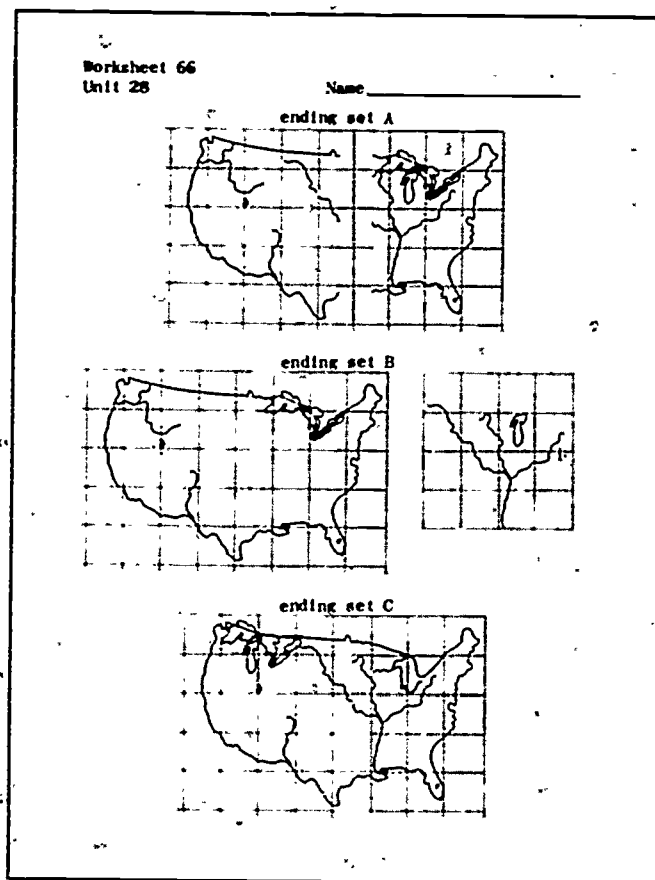 Worksheet 66
Unit 28
Name
ending set A
ending set B
ending set C